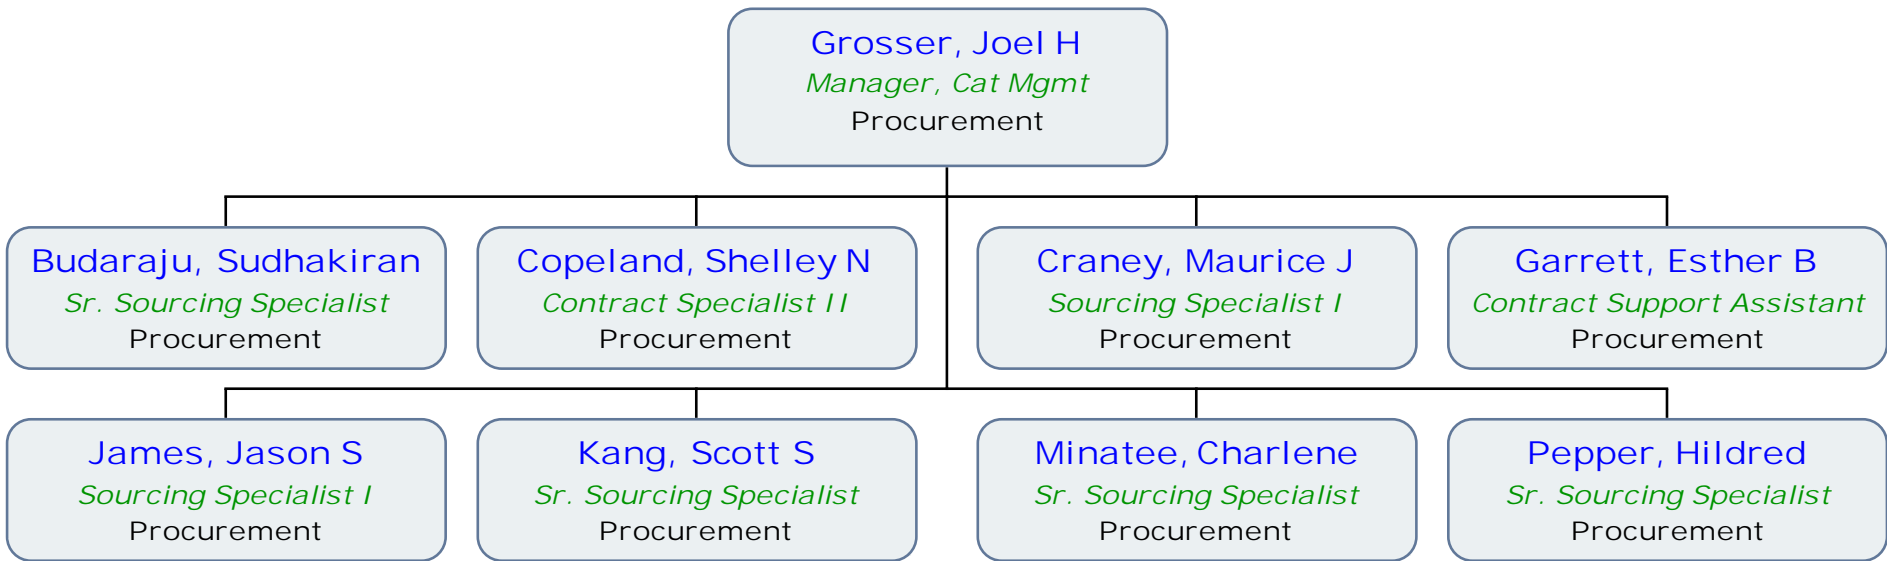 Grosser, Joel H
Manager, Cat Mgmt
Procurement
Budaraju, Sudhakiran
Sr. Sourcing Specialist
Procurement
Copeland, Shelley N
Contract Specialist II
Procurement
Craney, Maurice J
Sourcing Specialist I
Procurement
Garrett, Esther B
Contract Support Assistant
Procurement
James, Jason S
Sourcing Specialist I
Procurement
Kang, Scott S
Sr. Sourcing Specialist
Procurement
Minatee, Charlene
Sr. Sourcing Specialist
Procurement
Pepper, Hildred
Sr. Sourcing Specialist
Procurement